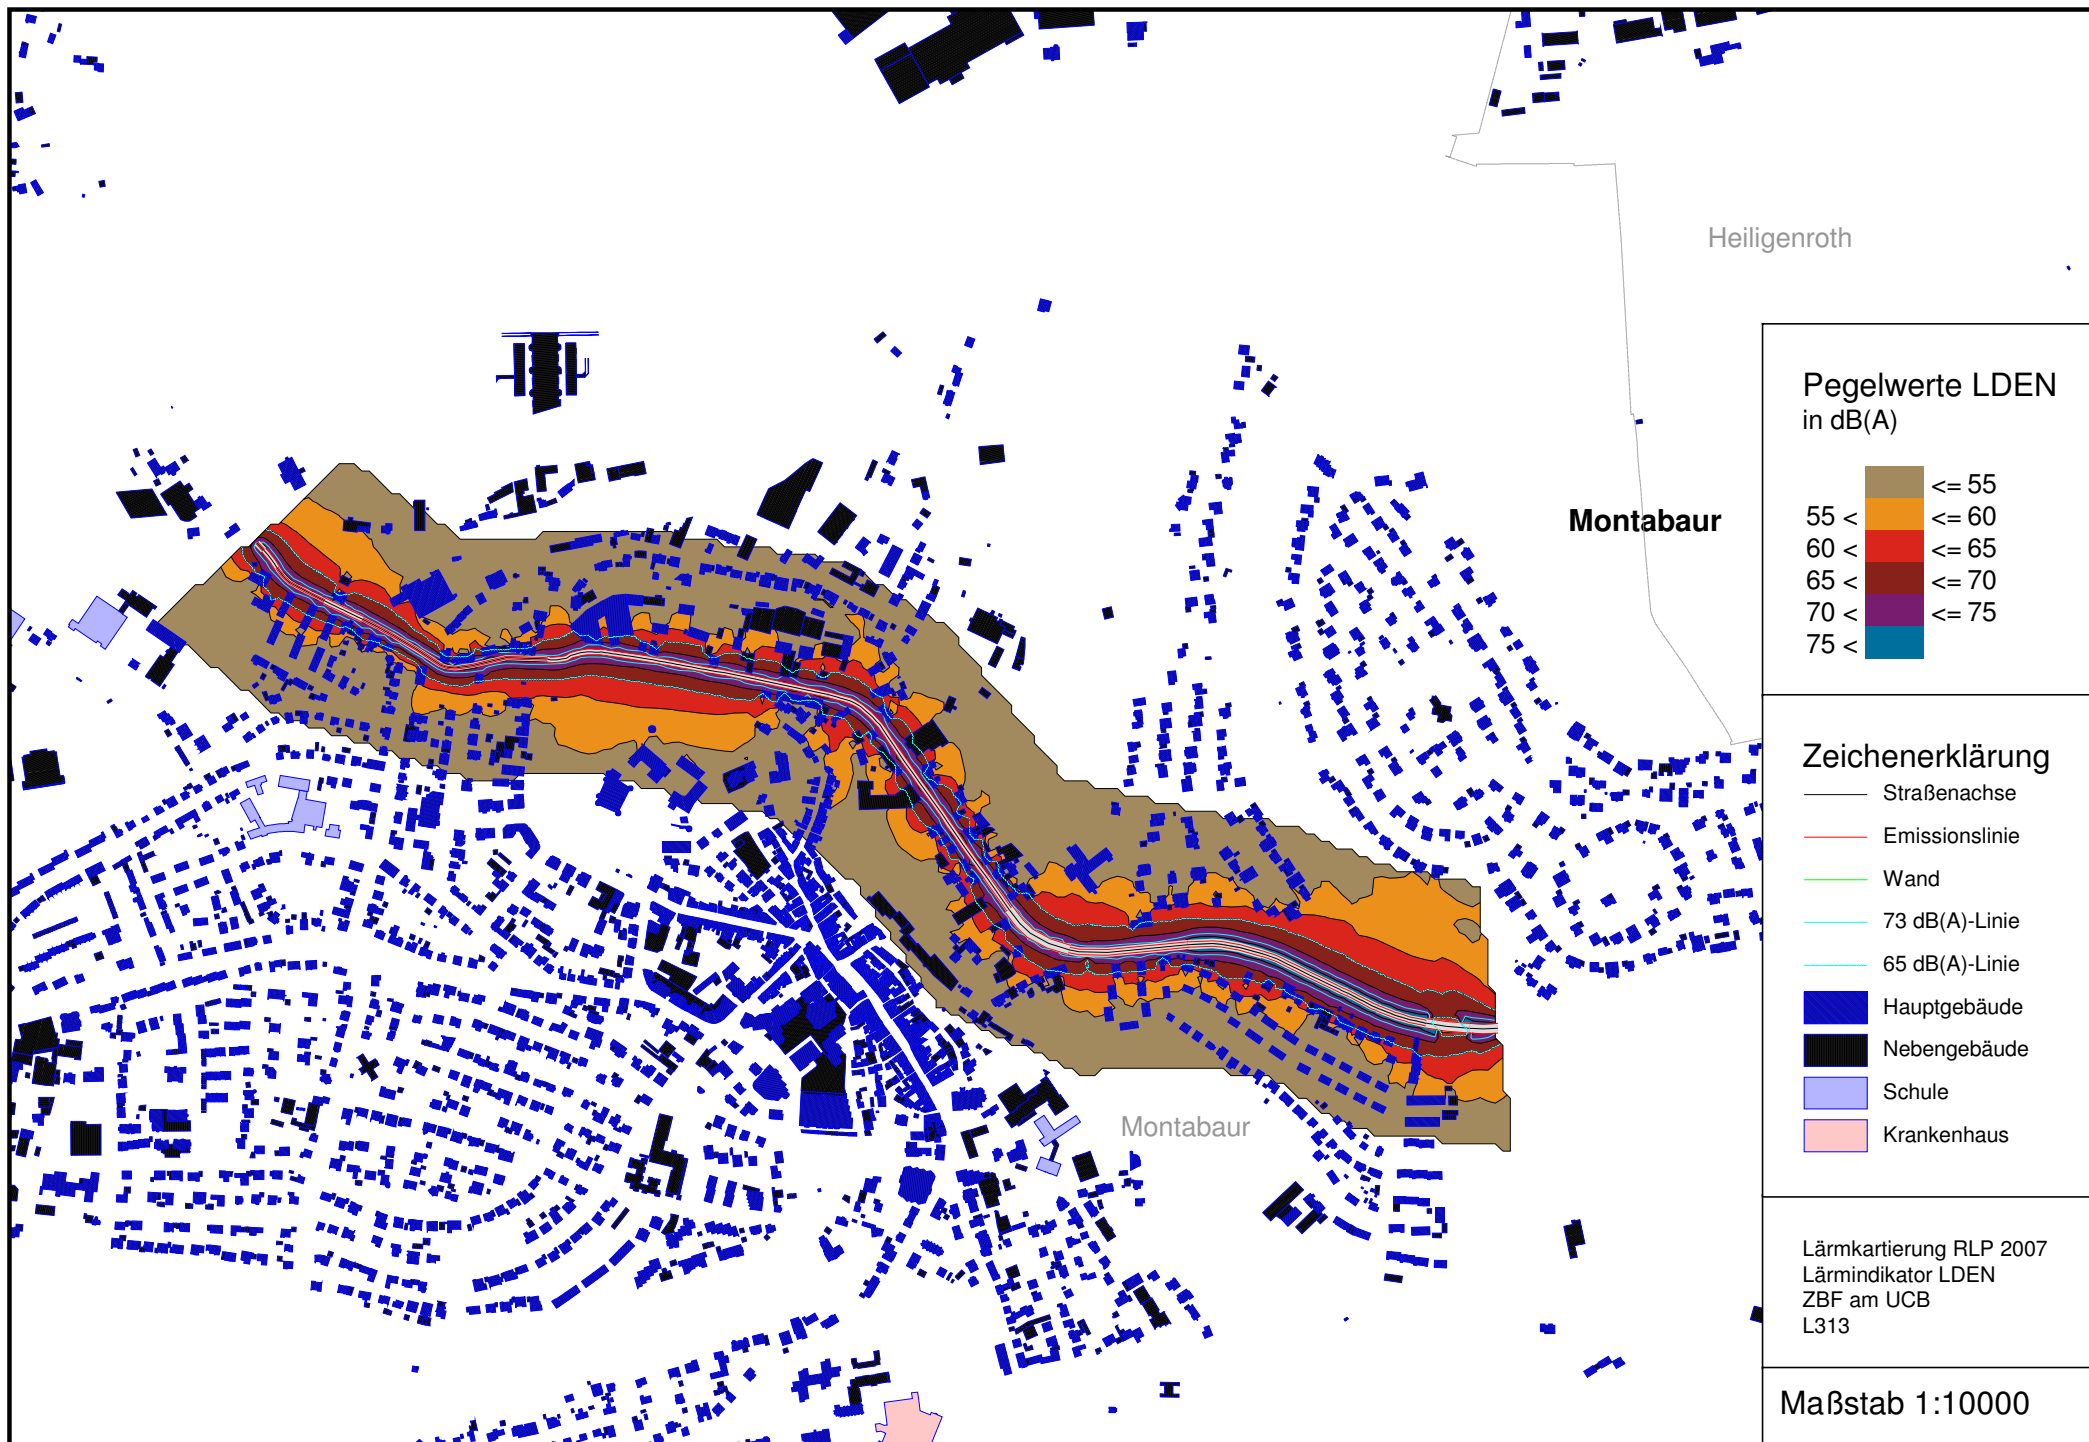 Heiligenroth
Montabaur
Montabaur
Pegelwerte LDEN
in dB(A)
<= 55
55 < <= 60
60 < <= 65
65 < <= 70
70 < <= 75
75 <
Zeichenerklärung
Straßenachse
Emissionslinie
Wand
73 dB(A)-Linie
65 dB(A)-Linie
Hauptgebäude
Nebengebäude
Schule
Krankenhaus
Lärmkartierung RLP 2007
Lärmindikator LDEN
ZBF am UCB
L313
Maßstab 1:10000